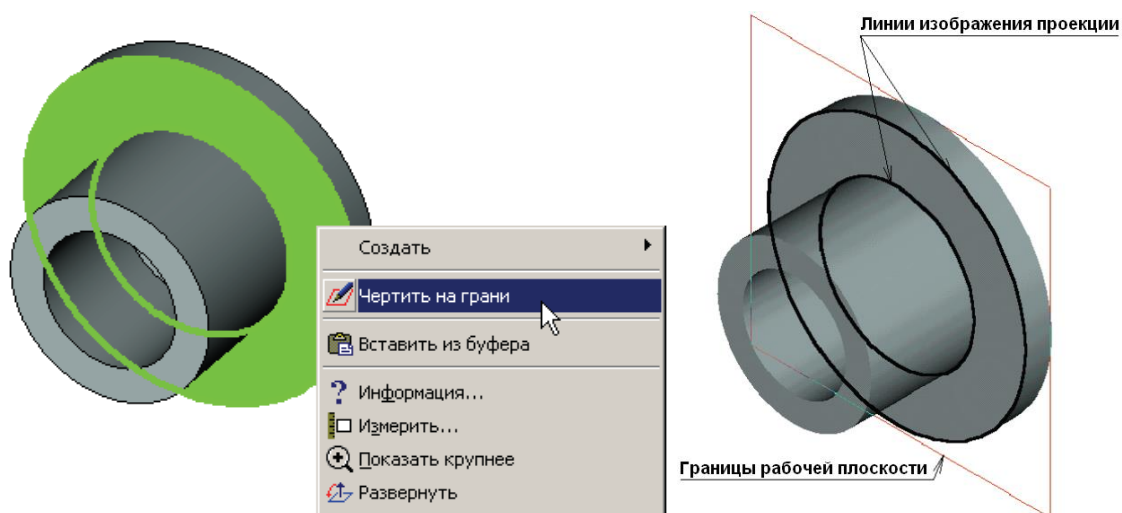 Линии изображения проекции
Создать
Чертить на грани
Вставить из буфера
Информация...
Измерить...
Показать крупнее
Развернуть
Границы рабочей плоскости